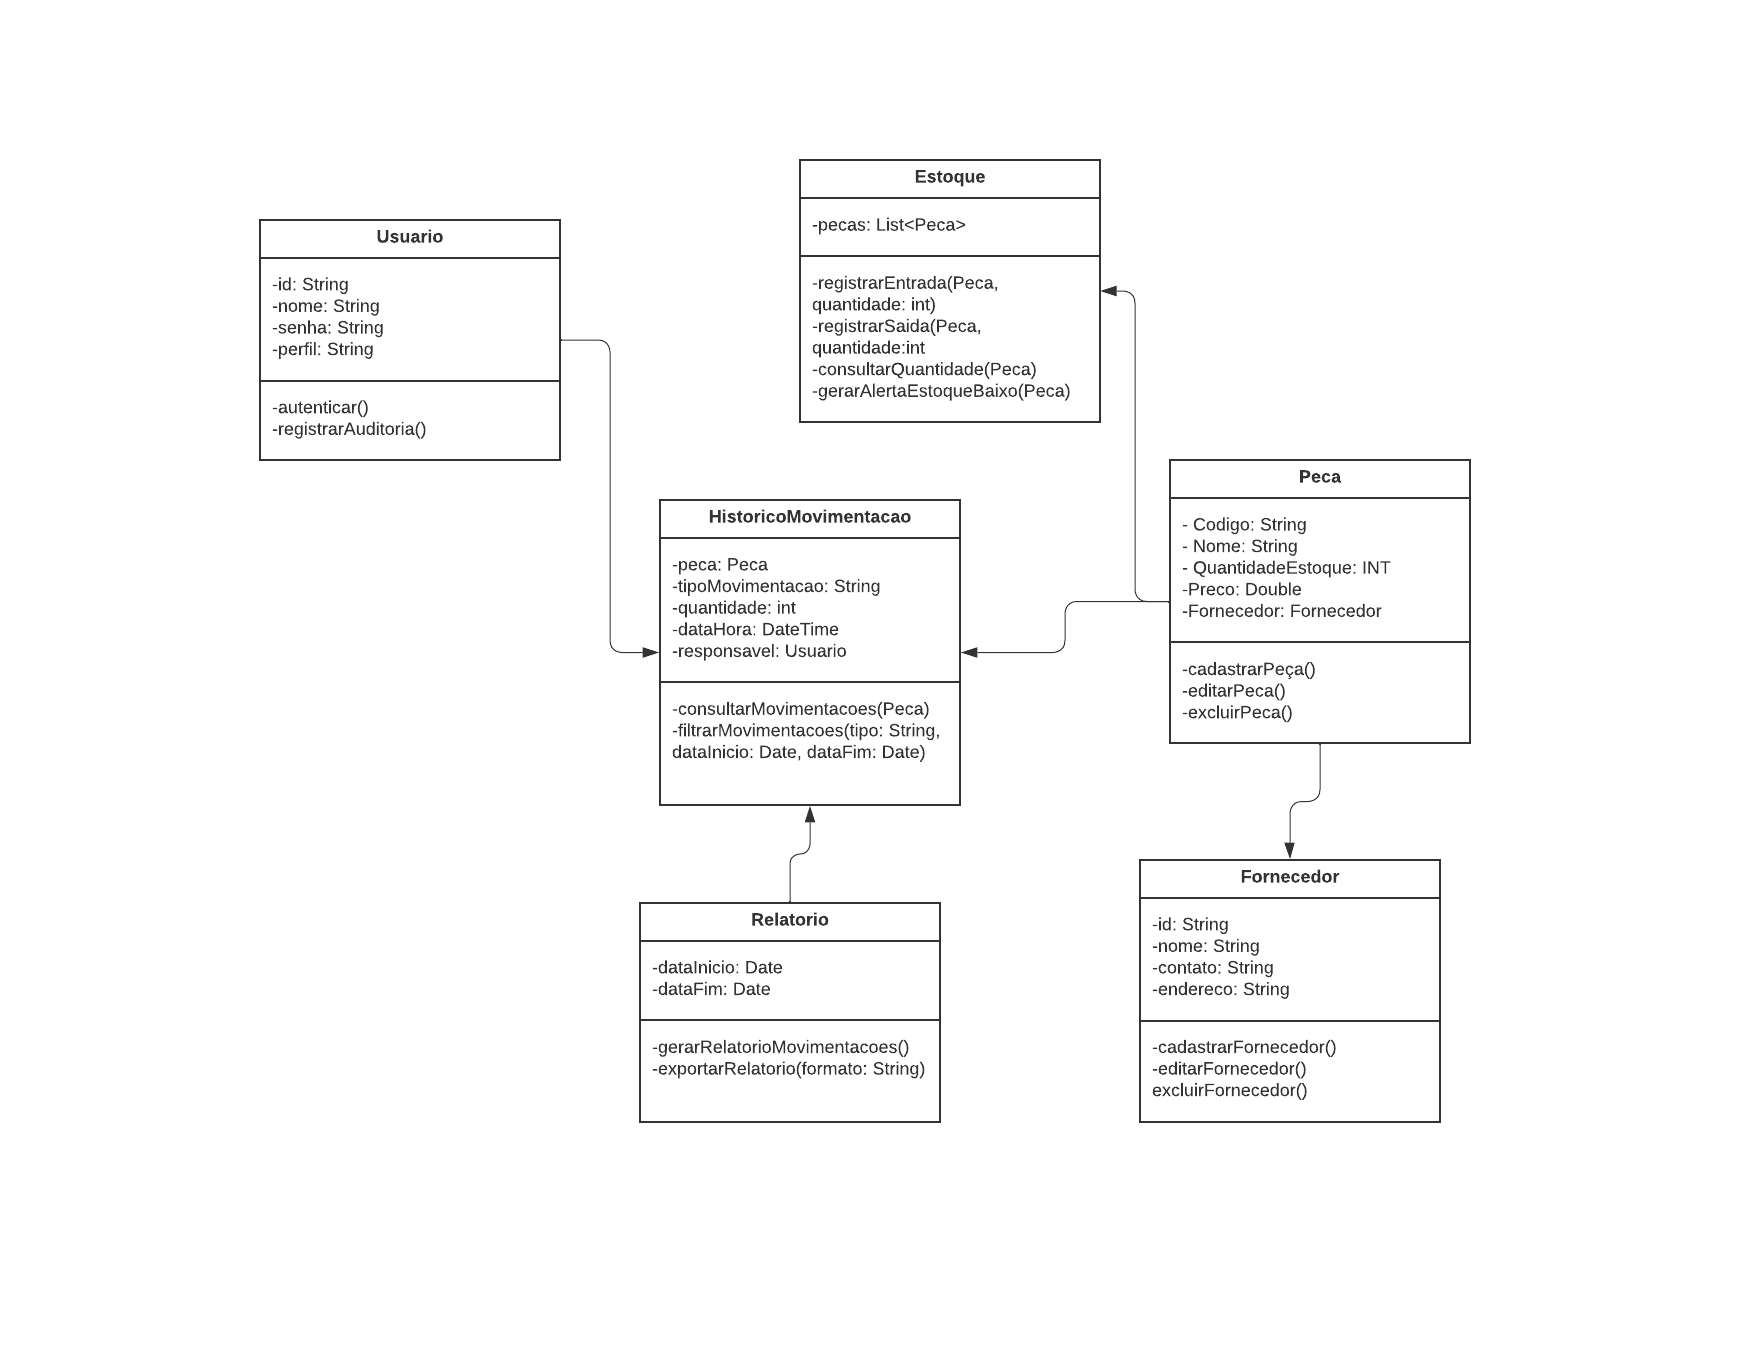 Usuario
-id: String
-nome: String
-senha: String
-perfil: String
-autenticar()
-registrarAuditoria()
Estoque
-pecas: List<Peca>
-registrarEntrada(Peca,
quantidade: int)
-registrarSaida(Peca,
quantidade:int
-consultarQuantidade(Peca)
-gerarAlertaEstoqueBaixo(Peca)
HistoricoMovimentacao
-peca: Peca
-tipoMovimentacao: String
-quantidade: int
-dataHora: DateTime
-responsavel: Usuario
-consultarMovimentacoes(Peca)
-filtrarMovimentacoes(tipo: String,
dataInicio: Date, dataFim: Date)
Peca
- Codigo: String
- Nome: String
- QuantidadeEstoque: INT
-Preco: Double
-Fornecedor: Fornecedor
-cadastrarPeça()
-editarPeca()
-excluirPeca()
Relatorio
-dataInicio: Date
-dataFim: Date
-gerarRelatorioMovimentacoes()
-exportarRelatorio(formato: String)
Fornecedor
-id: String
-nome: String
-contato: String
-endereco: String
-cadastrarFornecedor()
-editarFornecedor()
excluirFornecedor()